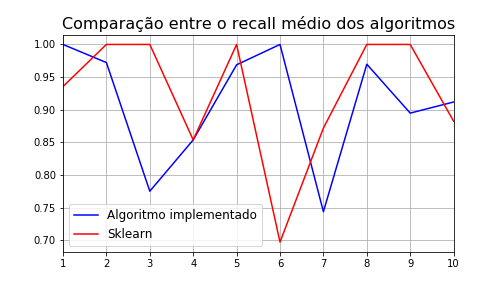 Comparação entre o recall médio dos algoritmos
1.00
0.95
0.90
0.85
0.80
0.75
0.70
Algoritmo implementado
Sklearn
1 2 3 4 5 6 7 8 9 10